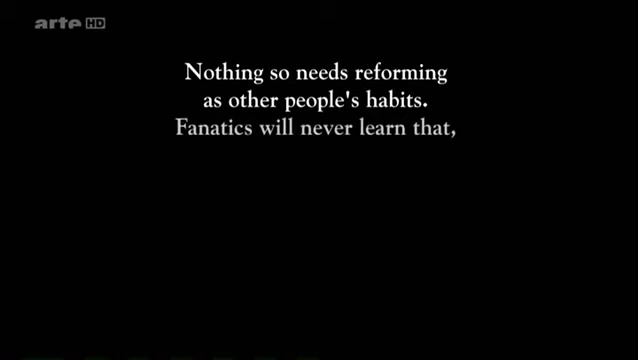 arte HD
Nothing so needs reforming
as other people's habits.
Fanatics will never learn that,